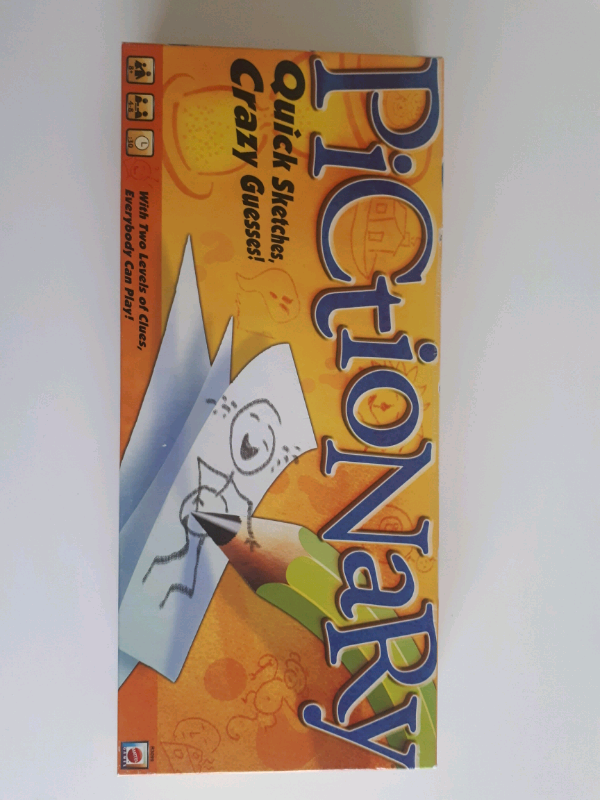 PiCtioNaRy
Quick Sketches,
Crazy Guesses!
With Two Levels of Clues,
Everybody Can Play!